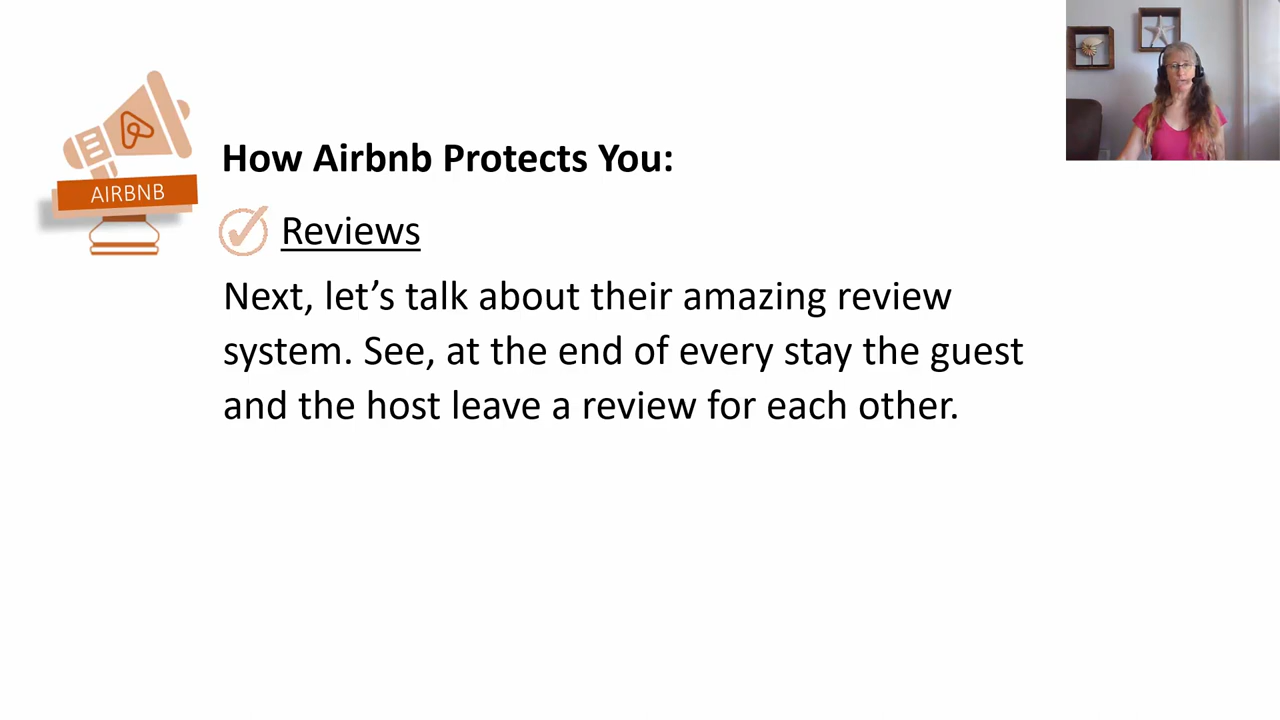 AIRBNB
How Airbnb Protects You:
Reviews
Next, let’s talk about their amazing review
system. See, at the end of every stay the guest
and the host leave a review for each other.